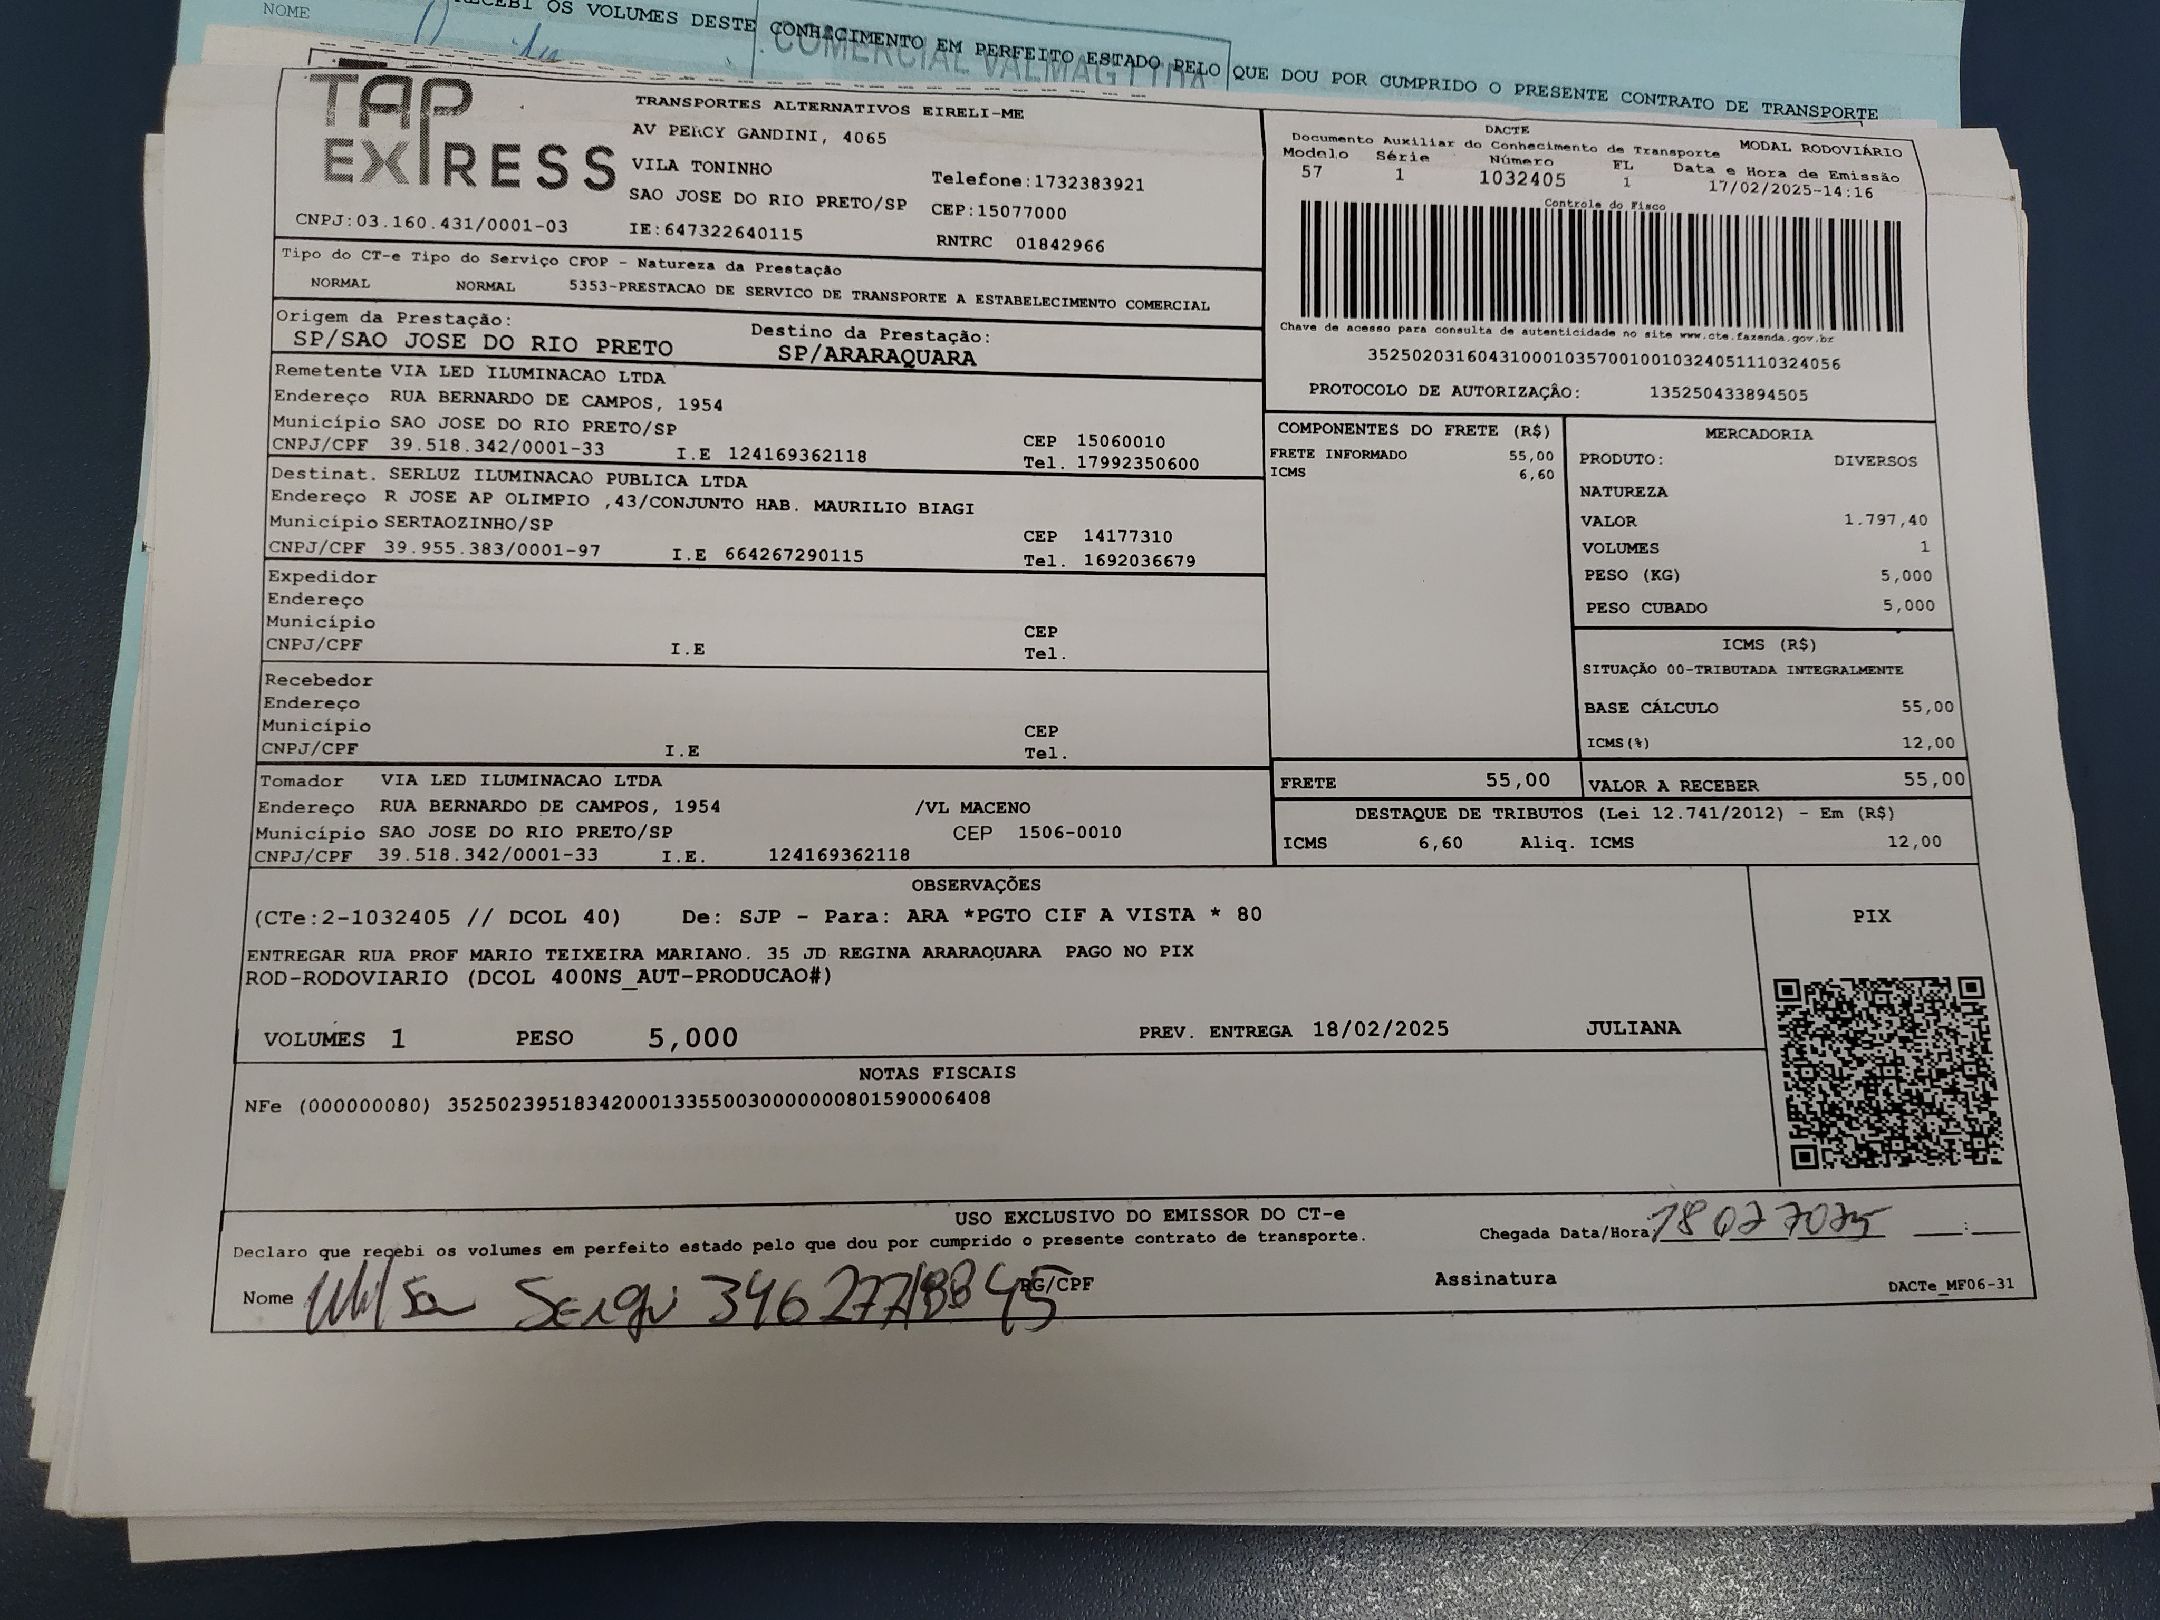 NOME
RECEBI OS VOLUMES DESTE CONHECIMENTO EM PERFEITO ESTADO PELO QUE DOU POR CUMPRIDO O PRESENTE CONTRATO DE TRANSPORTE
COMERCIAL VALMAG LTDA
TAP EXPRESS
TRANSPORTES ALTERNATIVOS EIRELI-ME
AV PERCY GANDINI, 4065
VILA TONINHO
Telefone:1732383921
SAO JOSE DO RIO PRETO/SP CEP:15077000
CNPJ:03.160.431/0001-03 IE:647322640115 RNTRC 01842966
DACTE
Documento Auxiliar do Conhecimento de Transporte MODAL RODOVIÁRIO
Modelo Série Número FL Data e Hora de Emissão
57 1 1032405 1 17/02/2025-14:16
Controle do Fisco
Chave de acesso para consulta de autenticidade no site www.cte.fazenda.gov.br
35250203160431000103570010010324051110324056
PROTOCOLO DE AUTORIZAÇÂO: 135250433894505
Tipo do CT-e Tipo do Serviço CFOP - Natureza da Prestação
NORMAL NORMAL 5353-PRESTACAO DE SERVICO DE TRANSPORTE A ESTABELECIMENTO COMERCIAL
Origem da Prestação: Destino da Prestação:
SP/SAO JOSE DO RIO PRETO SP/ARARAQUARA
Remetente VIA LED ILUMINACAO LTDA
Endereço RUA BERNARDO DE CAMPOS, 1954
Município SAO JOSE DO RIO PRETO/SP CEP 15060010
CNPJ/CPF 39.518.342/0001-33 I.E 124169362118 Tel. 17992350600
Destinat. SERLUZ ILUMINACAO PUBLICA LTDA
Endereço R JOSE AP OLIMPIO ,43/CONJUNTO HAB. MAURILIO BIAGI
Município SERTAOZINHO/SP CEP 14177310
CNPJ/CPF 39.955.383/0001-97 I.E 664267290115 Tel. 1692036679
Expedidor
Endereço
Município CEP
CNPJ/CPF I.E Tel.
Recebedor
Endereço
Município CEP
CNPJ/CPF I.E Tel.
Tomador VIA LED ILUMINACAO LTDA
Endereço RUA BERNARDO DE CAMPOS, 1954 /VL MACENO
Município SAO JOSE DO RIO PRETO/SP CEP 1506-0010
CNPJ/CPF 39.518.342/0001-33 I.E. 124169362118
COMPONENTES DO FRETE (R$)
FRETE INFORMADO 55,00
ICMS 6,60
MERCADORIA
PRODUTO: DIVERSOS
NATUREZA
VALOR 1.797,40
VOLUMES 1
PESO (KG) 5,000
PESO CUBADO 5,000
ICMS (R$)
SITUAÇÃO 00-TRIBUTADA INTEGRALMENTE
BASE CÁLCULO 55,00
ICMS(%) 12,00
FRETE 55,00 VALOR A RECEBER 55,00
DESTAQUE DE TRIBUTOS (Lei 12.741/2012) - Em (R$)
ICMS 6,60 Aliq. ICMS 12,00
OBSERVAÇÕES
(CTe:2-1032405 // DCOL 40) De: SJP - Para: ARA *PGTO CIF A VISTA * 80
ENTREGAR RUA PROF MARIO TEIXEIRA MARIANO. 35 JD REGINA ARARAQUARA PAGO NO PIX
ROD-RODOVIARIO (DCOL 400NS_AUT-PRODUCAO#)
PIX
VOLUMES 1 PESO 5,000 PREV. ENTREGA 18/02/2025 JULIANA
NOTAS FISCAIS
NFe (000000080) 35250239518342000133550030000000801590006408
USO EXCLUSIVO DO EMISSOR DO CT-e
Declaro que recebi os volumes em perfeito estado pelo que dou por cumprido o presente contrato de transporte. Chegada Data/Hora 18 02 2025 :
Nome RG/CPF Assinatura DACTe_MF06-31